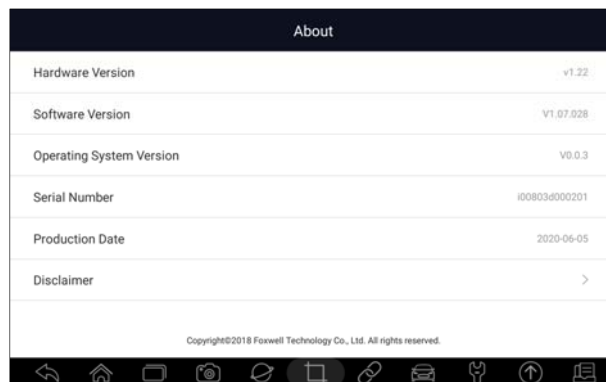 About
Hardware Version v1.22
Software Version V1.07.028
Operating System Version V0.0.3
Serial Number i00803d000201
Production Date 2020-06-05
Disclaimer >
Copyright©2018 Foxwell Technology Co., Ltd. All rights reserved.